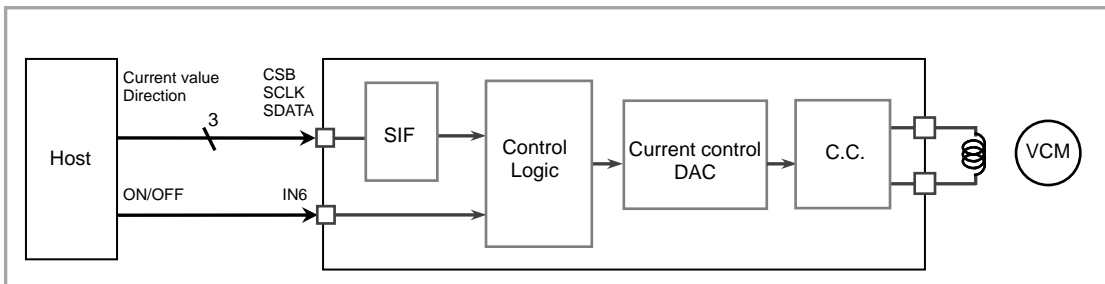 Current value
Direction
CSB
SCLK
SDATA
3
Host
SIF
Control
Logic
Current control
DAC
C.C.
VCM
ON/OFF
IN6